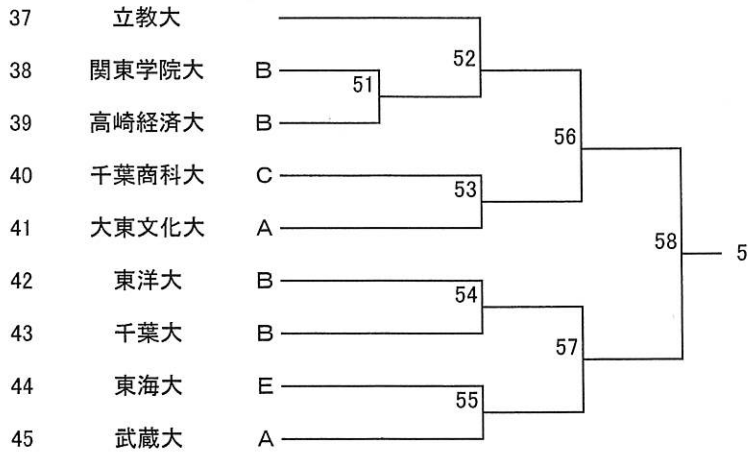 37 立教大
38 関東学院大 B
39 高崎経済大 B
40 千葉商科大 C
41 大東文化大 A
42 東洋大 B
43 千葉大 B
44 東海大 E
45 武蔵大 A
51
52
53
54
55
56
57
58
5